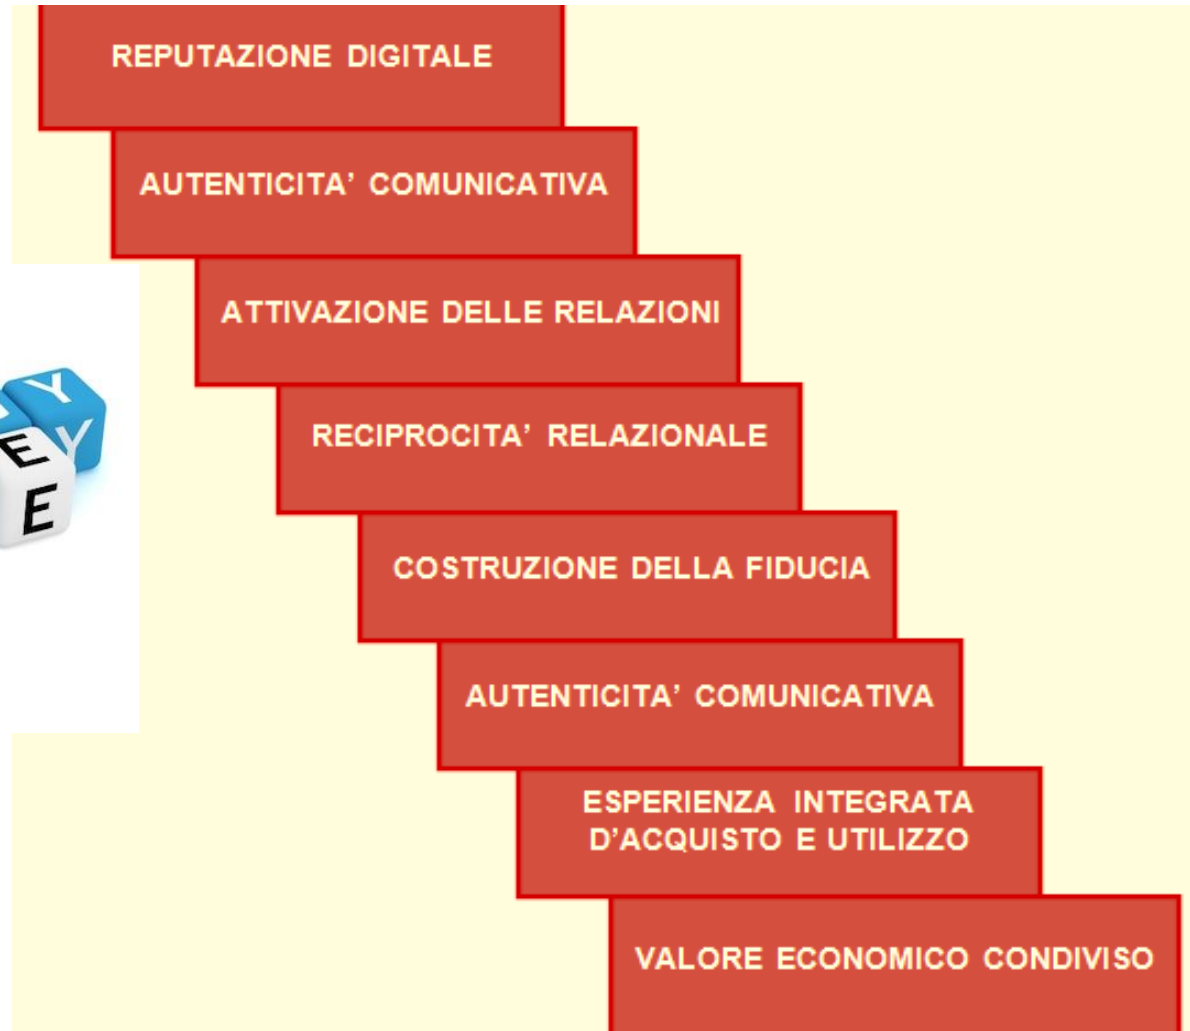 REPUTAZIONE DIGITALE
AUTENTICITA’ COMUNICATIVA
ATTIVAZIONE DELLE RELAZIONI
Y
Y
E
E
RECIPROCITA’ RELAZIONALE
COSTRUZIONE DELLA FIDUCIA
AUTENTICITA’ COMUNICATIVA
ESPERIENZA INTEGRATA
D’ACQUISTO E UTILIZZO
VALORE ECONOMICO CONDIVISO